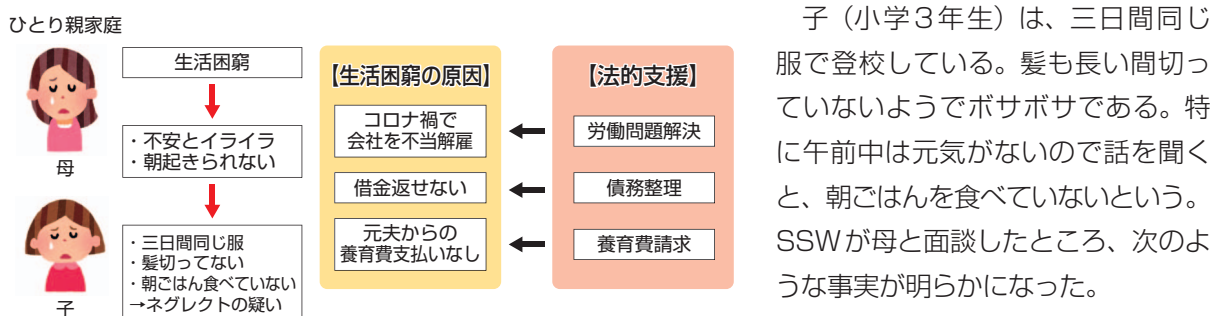 ひとり親家庭
母
子
生活困窮
・不安とイライラ
・朝起きられない
・三日間同じ服
・髪切ってない
・朝ごはん食べていない
→ネグレクトの疑い
【生活困窮の原因】
コロナ禍で
会社を不当解雇
借金返せない
元夫からの
養育費支払いなし
【法的支援】
労働問題解決
債務整理
養育費請求
子（小学３年生）は、三日間同じ
服で登校している。髪も長い間切っ
ていないようでボサボサである。特
に午前中は元気がないので話を聞く
と、朝ごはんを食べていないという。
SSWが母と面談したところ、次のよ
うな事実が明らかになった。